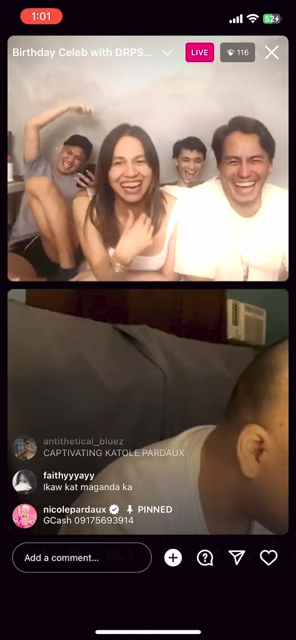 1:01
52
Birthday Celeb with DRPS...
LIVE
116
antithetical_bluez
CAPTIVATING KATOLE PARDAUX
faithyyyayy
Ikaw kat maganda ka
nicolepardaux PINNED
GCash 09175693914
Add a comment...